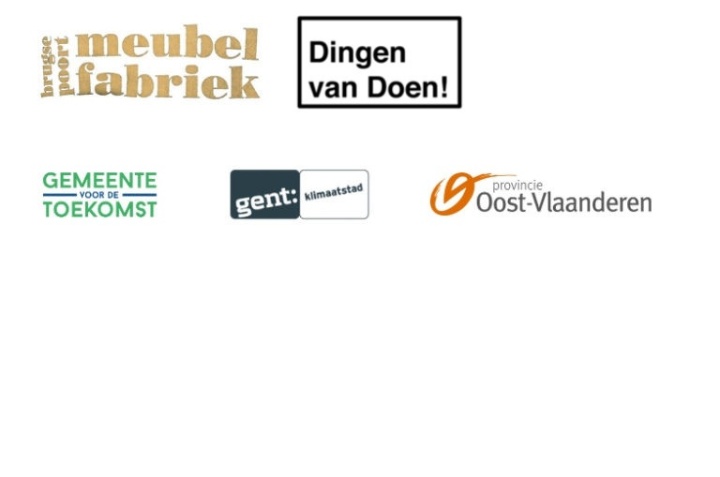 brugse
poort
meubel
fabriek
Dingen
van Doen!
GEMEENTE
VOOR DE
TOEKOMST
gent:
klimaatstad
provincie
Oost-Vlaanderen